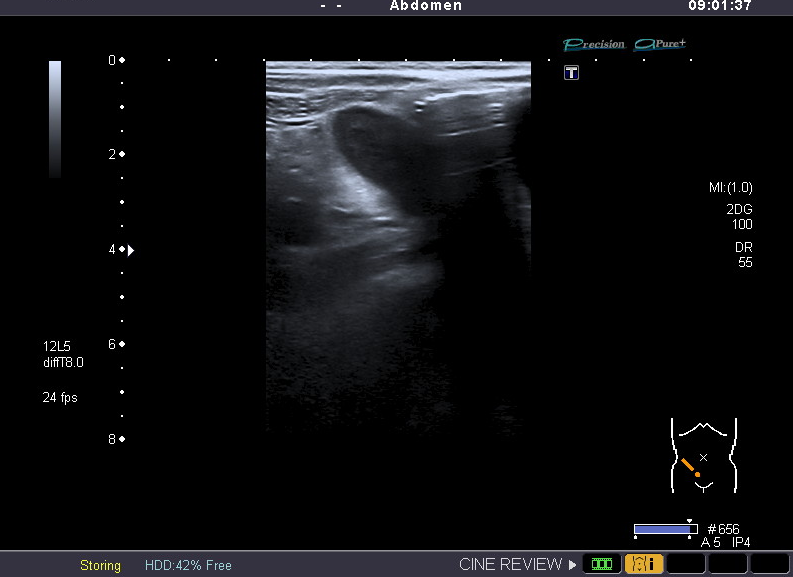 - - Abdomen 09:01:37
Precision APure+
T
0
2
4
6
8
MI:(1.0)
2DG
100
DR
55
12L5
diffT8.0
24 fps
#656
A 5 IP4
Storing HDD:42% Free CINE REVIEW
i